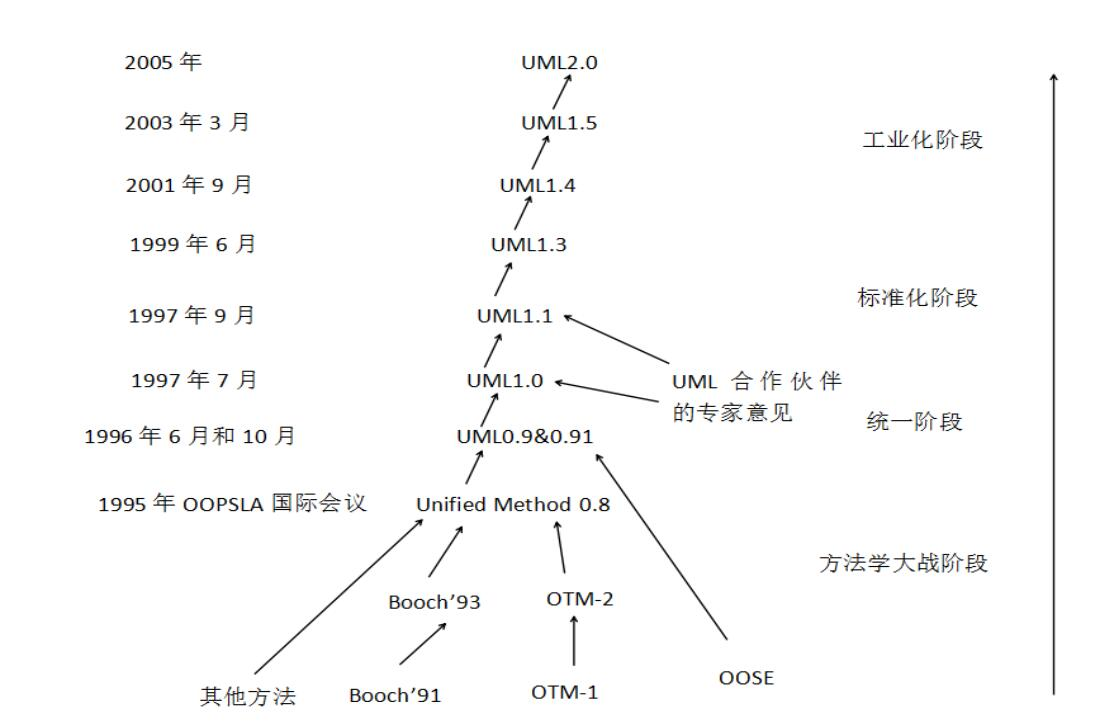 2005 年
UML2.0
2003 年 3 月
UML1.5
工业化阶段
2001 年 9 月
UML1.4
1999 年 6 月
UML1.3
标准化阶段
1997 年 9 月
UML1.1
1997 年 7 月
UML1.0
UML 合作伙伴
的专家意见
统一阶段
1996 年 6 月和 10 月
UML0.9&0.91
1995 年 OOPSLA 国际会议
Unified Method 0.8
方法学大战阶段
Booch’93
OTM-2
其他方法
Booch’91
OTM-1
OOSE